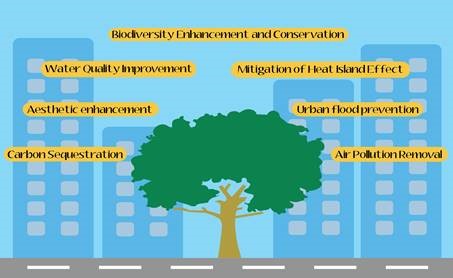 Biodiversity Enhancement and Conservation
Water Quality Improvement
Mitigation of Heat Island Effect
Aesthetic enhancement
Urban flood prevention
Carbon Sequestration
Air Pollution Removal